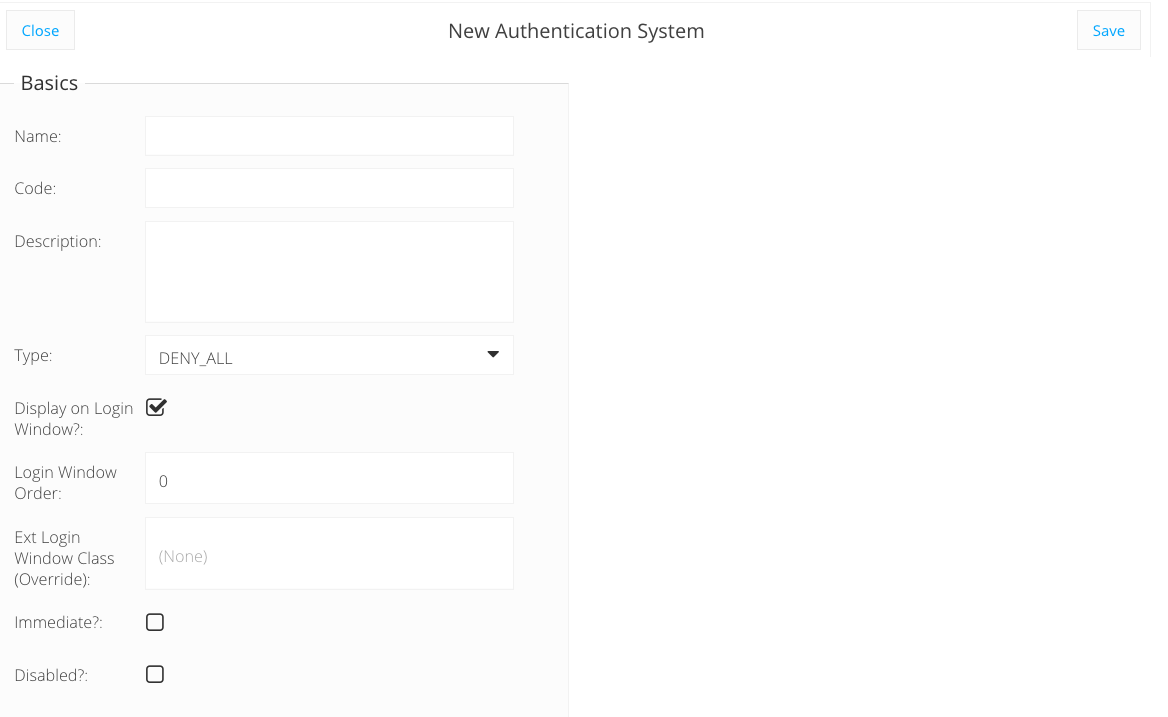 Close
New Authentication System
Save
Basics
Name:
Code:
Description:
Type:
DENY_ALL
Display on Login
Window?:
Login Window
Order:
0
Ext Login
Window Class
(Override):
(None)
Immediate?:
Disabled?: